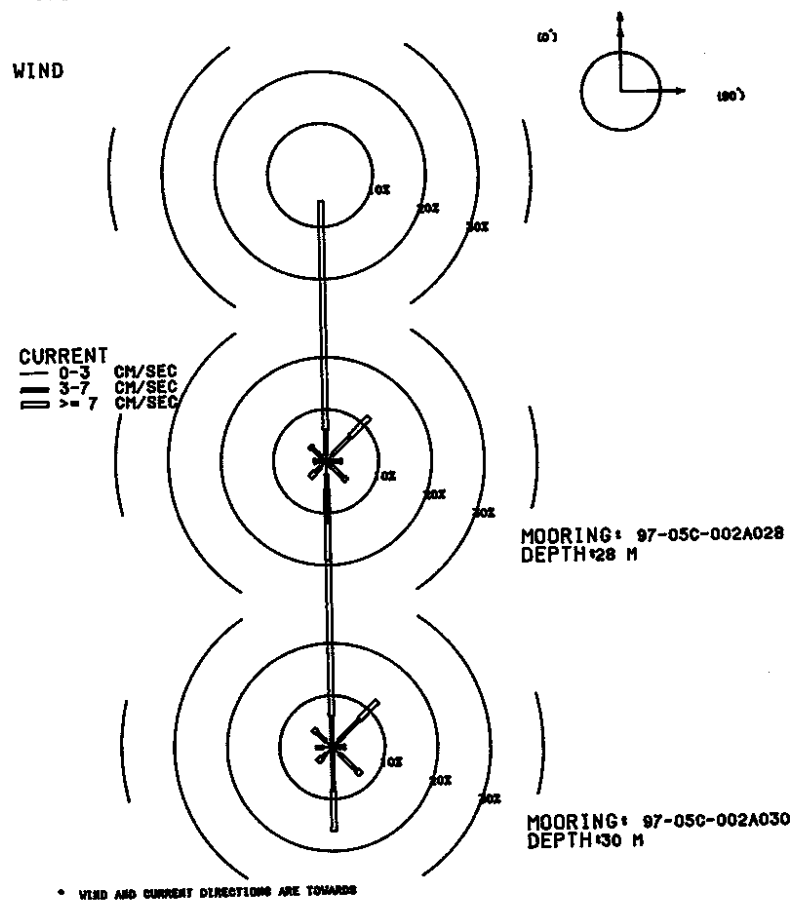 (0°)
WIND
(90°)
10%
20%
30%
CURRENT
0-3 CM/SEC
3-7 CM/SEC
>= 7 CM/SEC
10%
20%
30%
MOORING: 97-05C-002A028
DEPTH:28 M
10%
20%
30%
MOORING: 97-05C-002A030
DEPTH:30 M
* WIND AND CURRENT DIRECTIONS ARE TOWARDS